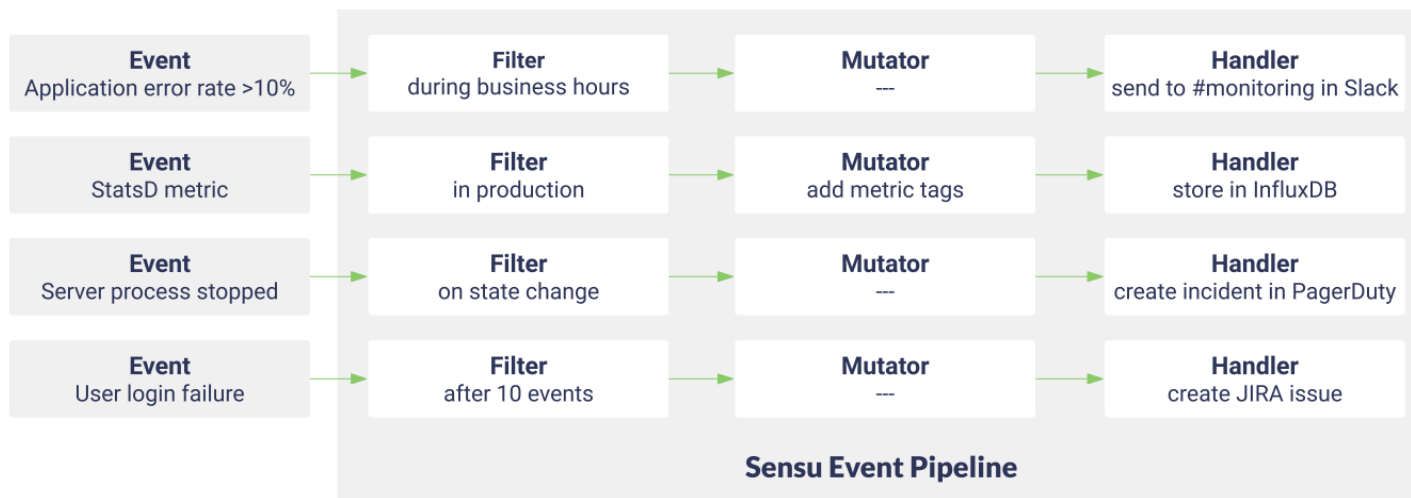 Event
Application error rate >10%
Filter
during business hours
Mutator
---
Handler
send to #monitoring in Slack
Event
StatsD metric
Filter
in production
Mutator
add metric tags
Handler
store in InfluxDB
Event
Server process stopped
Filter
on state change
Mutator
---
Handler
create incident in PagerDuty
Event
User login failure
Filter
after 10 events
Mutator
---
Handler
create JIRA issue
Sensu Event Pipeline